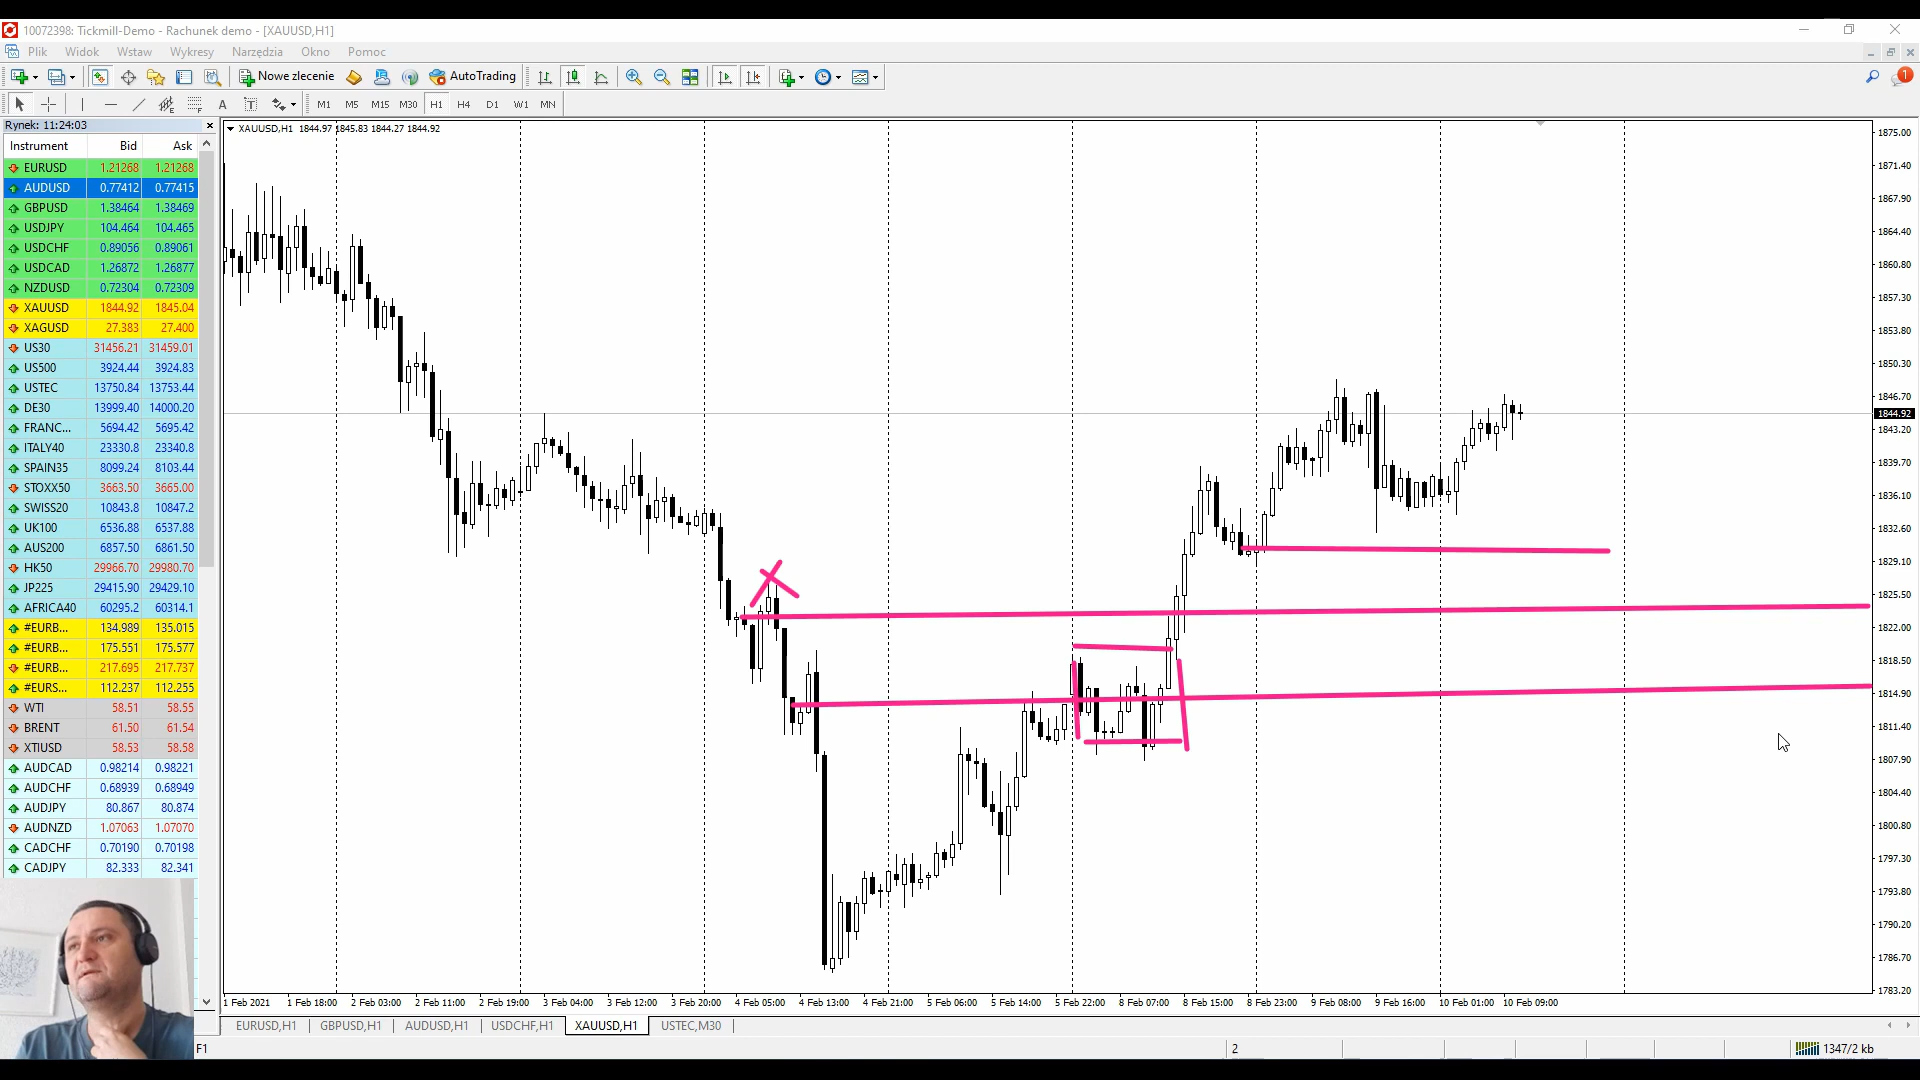 10072398: Tickmill-Demo - Rachunek demo - [XAUUSD,H1]
Plik Widok Wstaw Wykresy Narzędzia Okno Pomoc
Nowe zlecenie AutoTrading
A T M1 M5 M15 M30 H1 H4 D1 W1 MN
1
Rynek: 11:24:03
Instrument Bid Ask
EURUSD 1.21268 1.21268
AUDUSD 0.77412 0.77415
GBPUSD 1.38464 1.38469
USDJPY 104.464 104.465
USDCHF 0.89056 0.89061
USDCAD 1.26872 1.26877
NZDUSD 0.72304 0.72309
XAUUSD 1844.92 1845.04
XAGUSD 27.383 27.400
US30 31456.21 31459.01
US500 3924.44 3924.83
USTEC 13750.84 13753.44
DE30 13999.40 14000.20
FRANC... 5694.42 5695.42
ITALY40 23330.8 23340.8
SPAIN35 8099.24 8103.44
STOXX50 3663.50 3665.00
SWISS20 10843.8 10847.2
UK100 6536.88 6537.88
AUS200 6857.50 6861.50
HK50 29966.70 29980.70
JP225 29415.90 29429.10
AFRICA40 60295.2 60314.1
#EURB... 134.989 135.015
#EURB... 175.551 175.577
#EURB... 217.695 217.737
#EURS... 112.237 112.255
WTI 58.51 58.55
BRENT 61.50 61.54
XTIUSD 58.53 58.58
AUDCAD 0.98214 0.98221
AUDCHF 0.68939 0.68949
AUDJPY 80.867 80.874
AUDNZD 1.07063 1.07070
CADCHF 0.70190 0.70198
CADJPY 82.333 82.341
XAUUSD,H1 1844.97 1845.83 1844.27 1844.92
1875.00
1871.40
1867.90
1864.40
1860.80
1857.30
1853.80
1850.30
1846.70
1844.92
1843.20
1839.70
1836.10
1832.60
1829.10
1825.50
1822.00
1818.50
1814.90
1811.40
1807.90
1804.40
1800.80
1797.30
1793.80
1790.20
1786.70
1783.20
1 Feb 2021 1 Feb 18:00 2 Feb 03:00 2 Feb 11:00 2 Feb 19:00 3 Feb 04:00 3 Feb 12:00 3 Feb 20:00 4 Feb 05:00 4 Feb 13:00 4 Feb 21:00 5 Feb 06:00 5 Feb 14:00 5 Feb 22:00 8 Feb 07:00 8 Feb 15:00 8 Feb 23:00 9 Feb 08:00 9 Feb 16:00 10 Feb 01:00 10 Feb 09:00
EURUSD,H1 GBPUSD,H1 AUDUSD,H1 USDCHF,H1 XAUUSD,H1 USTEC,M30
F1 2 1347/2 kb